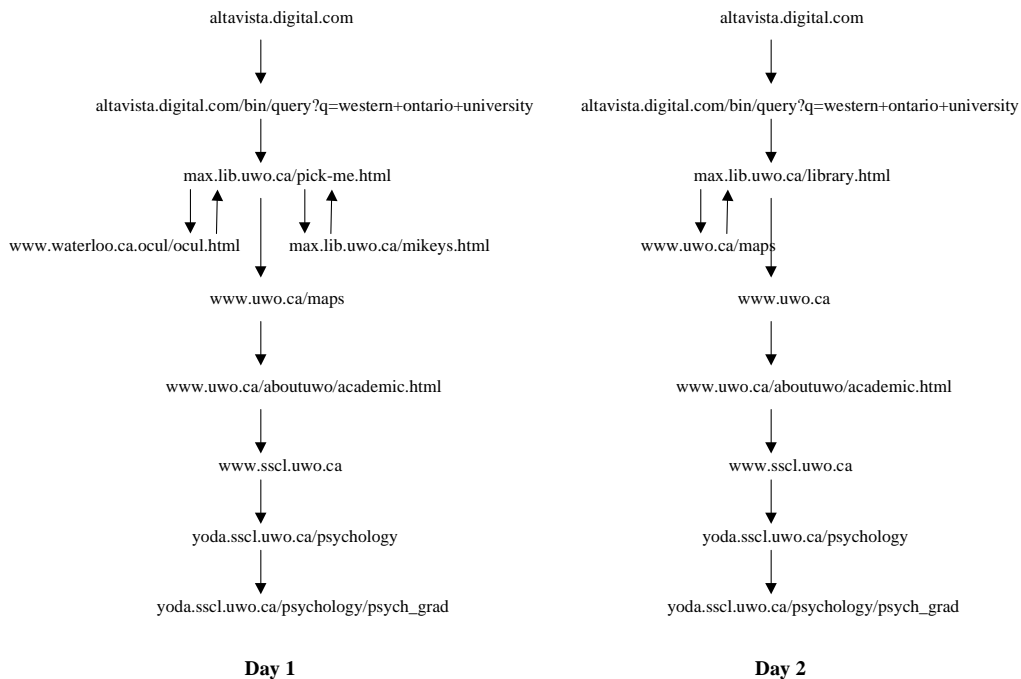 altavista.digital.com
altavista.digital.com/bin/query?q=western+ontario+university
max.lib.uwo.ca/pick-me.html
www.waterloo.ca.ocul/ocul.html
max.lib.uwo.ca/mikeys.html
www.uwo.ca/maps
www.uwo.ca/aboutuwo/academic.html
www.sscl.uwo.ca
yoda.sscl.uwo.ca/psychology
yoda.sscl.uwo.ca/psychology/psych_grad
Day 1
altavista.digital.com
altavista.digital.com/bin/query?q=western+ontario+university
max.lib.uwo.ca/library.html
www.uwo.ca/maps
www.uwo.ca
www.uwo.ca/aboutuwo/academic.html
www.sscl.uwo.ca
yoda.sscl.uwo.ca/psychology
yoda.sscl.uwo.ca/psychology/psych_grad
Day 2